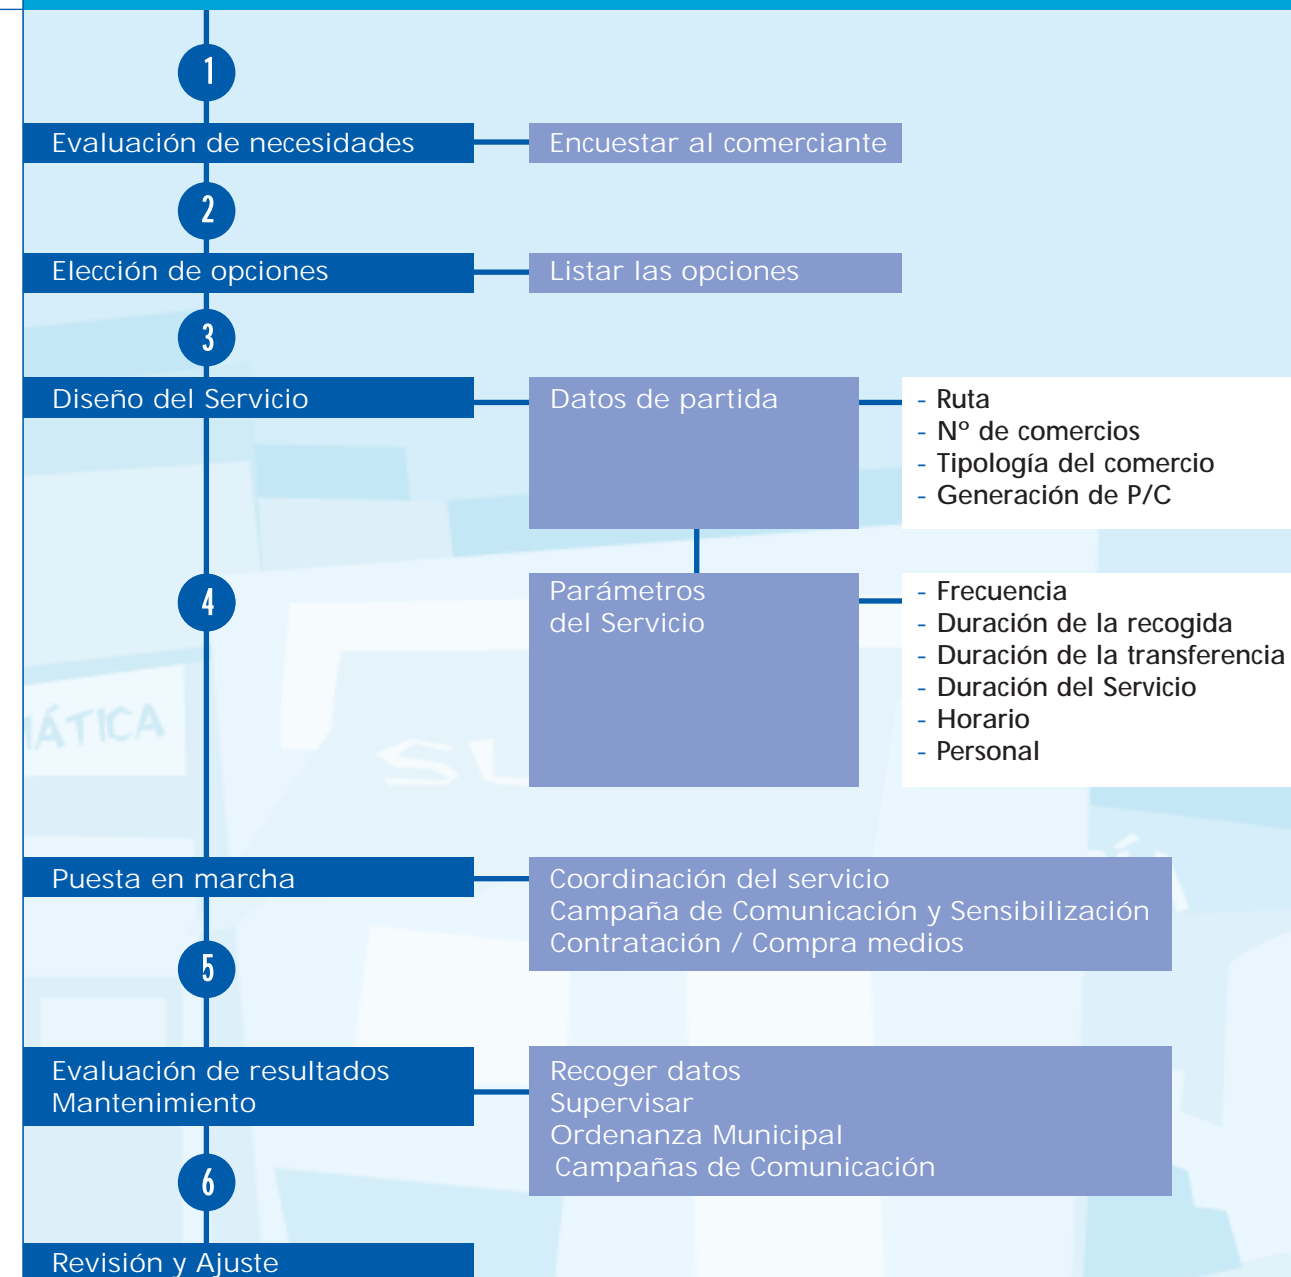 1
Evaluación de necesidades
Encuestar al comerciante
2
Elección de opciones
Listar las opciones
3
Diseño del Servicio
Datos de partida
- Ruta
- Nº de comercios
- Tipología del comercio
- Generación de P/C
4
Parámetros
del Servicio
- Frecuencia
- Duración de la recogida
- Duración de la transferencia
- Duración del Servicio
- Horario
- Personal
ÁTICA
Puesta en marcha
Coordinación del servicio
Campaña de Comunicación y Sensibilización
Contratación / Compra medios
5
Evaluación de resultados
Mantenimiento
Recoger datos
Supervisar
Ordenanza Municipal
Campañas de Comunicación
6
Revisión y Ajuste